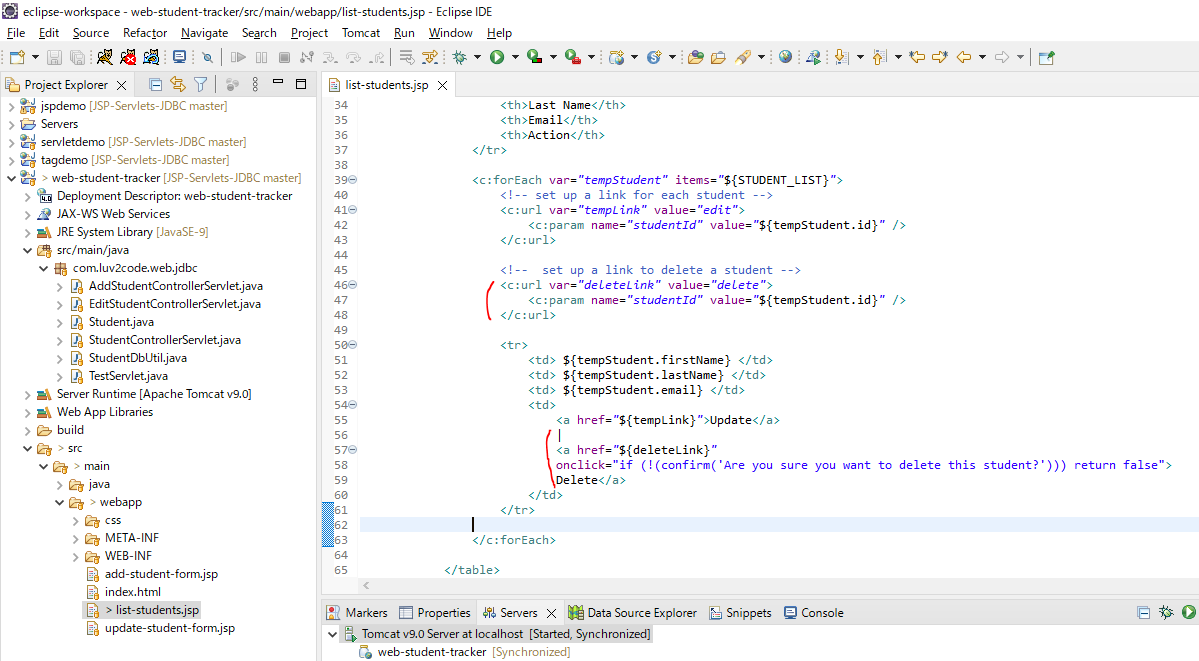 eclipse-workspace - web-student-tracker/src/main/webapp/list-students.jsp - Eclipse IDE
File Edit Source Refactor Navigate Search Project Tomcat Run Window Help
Project Explorer
jspdemo [JSP-Servlets-JDBC master]
Servers
servletdemo [JSP-Servlets-JDBC master]
tagdemo [JSP-Servlets-JDBC master]
> web-student-tracker [JSP-Servlets-JDBC master]
Deployment Descriptor: web-student-tracker
JAX-WS Web Services
JRE System Library [JavaSE-9]
src/main/java
com.luv2code.web.jdbc
AddStudentControllerServlet.java
EditStudentControllerServlet.java
Student.java
StudentControllerServlet.java
StudentDbUtil.java
TestServlet.java
Server Runtime [Apache Tomcat v9.0]
Web App Libraries
build
> src
> main
java
> webapp
css
META-INF
WEB-INF
add-student-form.jsp
index.html
> list-students.jsp
update-student-form.jsp
list-students.jsp
34 <th>Last Name</th>
35 <th>Email</th>
36 <th>Action</th>
37 </tr>
38
39 <c:forEach var="tempStudent" items="${STUDENT_LIST}">
40 <!-- set up a link for each student -->
41 <c:url var="tempLink" value="edit">
42 <c:param name="studentId" value="${tempStudent.id}" />
43 </c:url>
44
45 <!--  set up a link to delete a student -->
46 <c:url var="deleteLink" value="delete">
47 <c:param name="studentId" value="${tempStudent.id}" />
48 </c:url>
49
50 <tr>
51 <td> ${tempStudent.firstName} </td>
52 <td> ${tempStudent.lastName} </td>
53 <td> ${tempStudent.email} </td>
54 <td>
55 <a href="${tempLink}">Update</a>
56 |
57 <a href="${deleteLink}"
58 onclick="if (!(confirm('Are you sure you want to delete this student?'))) return false">
59 Delete</a>
60 </td>
61 </tr>
62
63 </c:forEach>
64
65 </table>
Markers Properties Servers Data Source Explorer Snippets Console
Tomcat v9.0 Server at localhost [Started, Synchronized]
web-student-tracker [Synchronized]